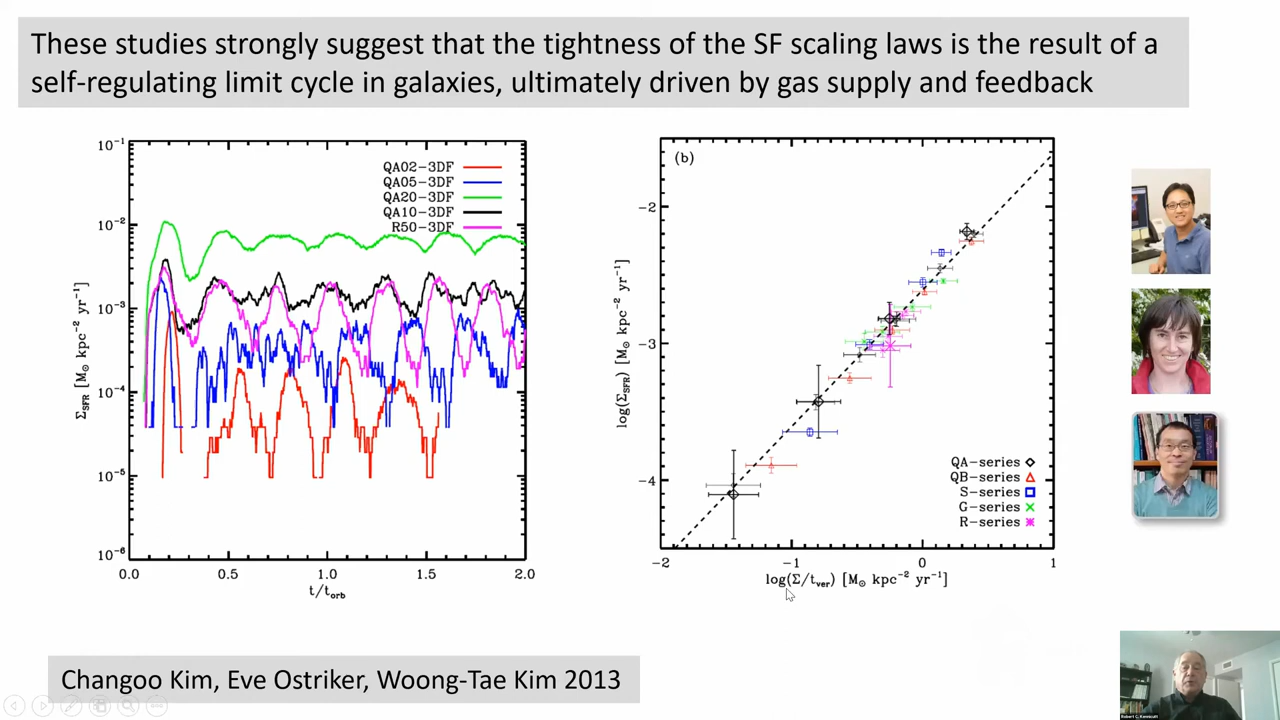 These studies strongly suggest that the tightness of the SF scaling laws is the result of a
self-regulating limit cycle in galaxies, ultimately driven by gas supply and feedback
10⁻¹
10⁻²
10⁻³
10⁻⁴
10⁻⁵
10⁻⁶
Σ_SFR [M⊙ kpc⁻² yr⁻¹]
QA02-3DF
QA05-3DF
QA20-3DF
QA10-3DF
R50-3DF
0.0 0.5 1.0 1.5 2.0
t/t_orb
(b)
-2
-3
-4
log(Σ_SFR) [M⊙ kpc⁻² yr⁻¹]
QA-series
QB-series
S-series
G-series
R-series
-2 -1 0 1
log(Σ/t_ver) [M⊙ kpc⁻² yr⁻¹]
Changoo Kim, Eve Ostriker, Woong-Tae Kim 2013
Robert C. Kennicutt